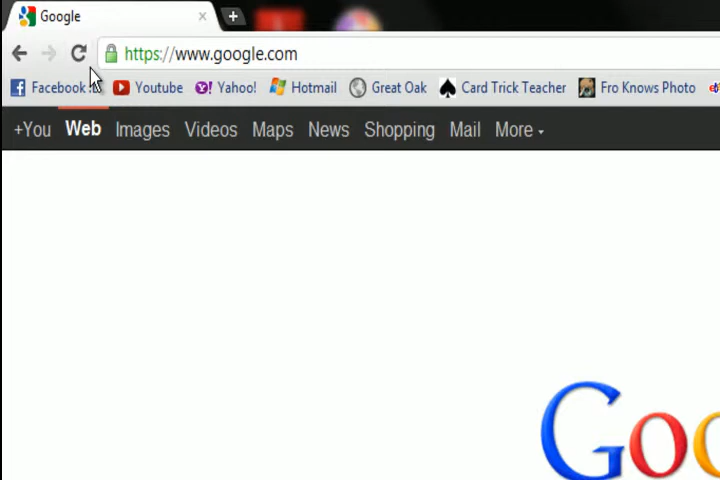 Google
https://www.google.com
Facebook Youtube Yahoo! Hotmail Great Oak Card Trick Teacher Fro Knows Photo
+You Web Images Videos Maps News Shopping Mail More
Goo